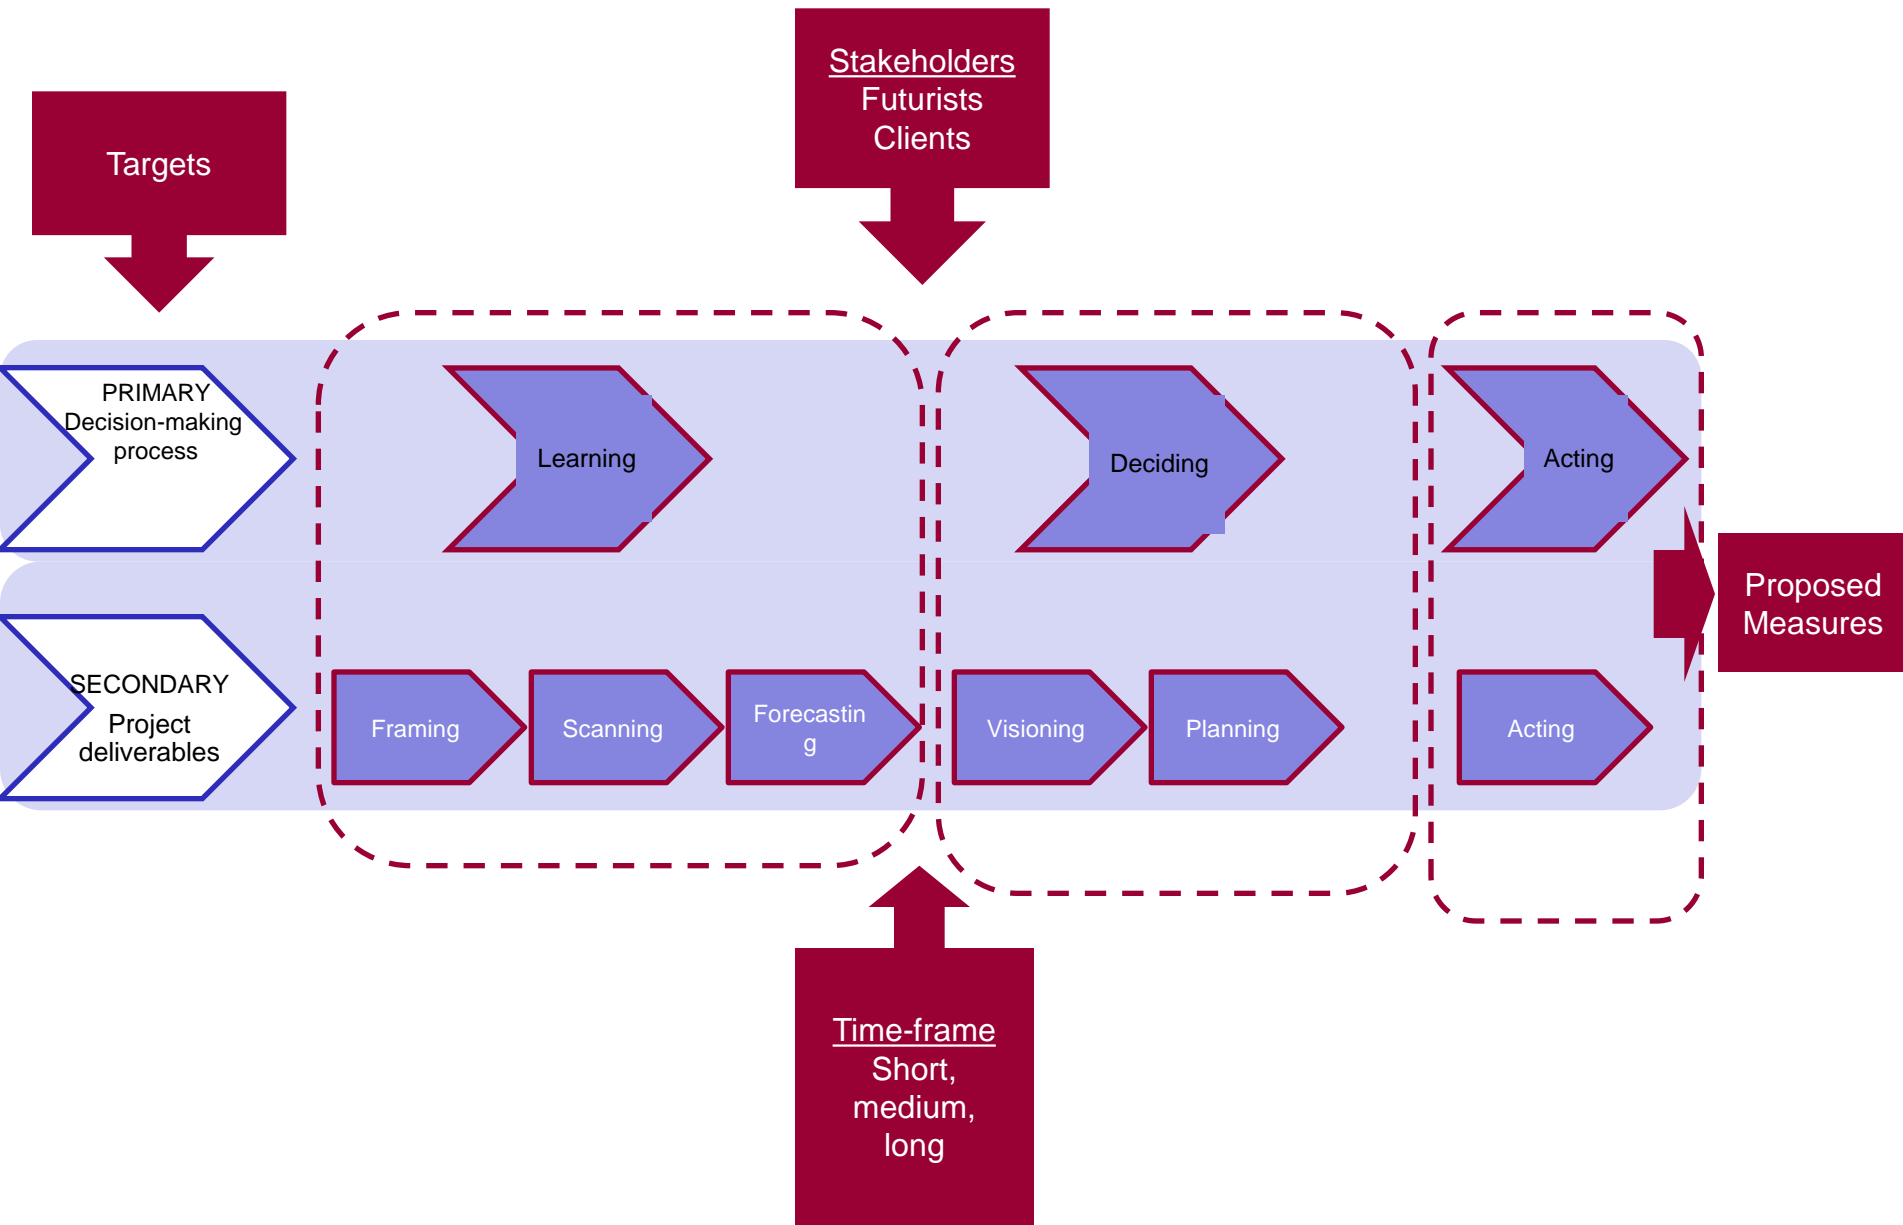 Stakeholders
Futurists
Clients
Targets
PRIMARY
Decision-making
process
Learning
Deciding
Acting
Proposed
Measures
SECONDARY
Project
deliverables
Framing
Scanning
Forecastin
g
Visioning
Planning
Acting
Time-frame
Short,
medium,
long